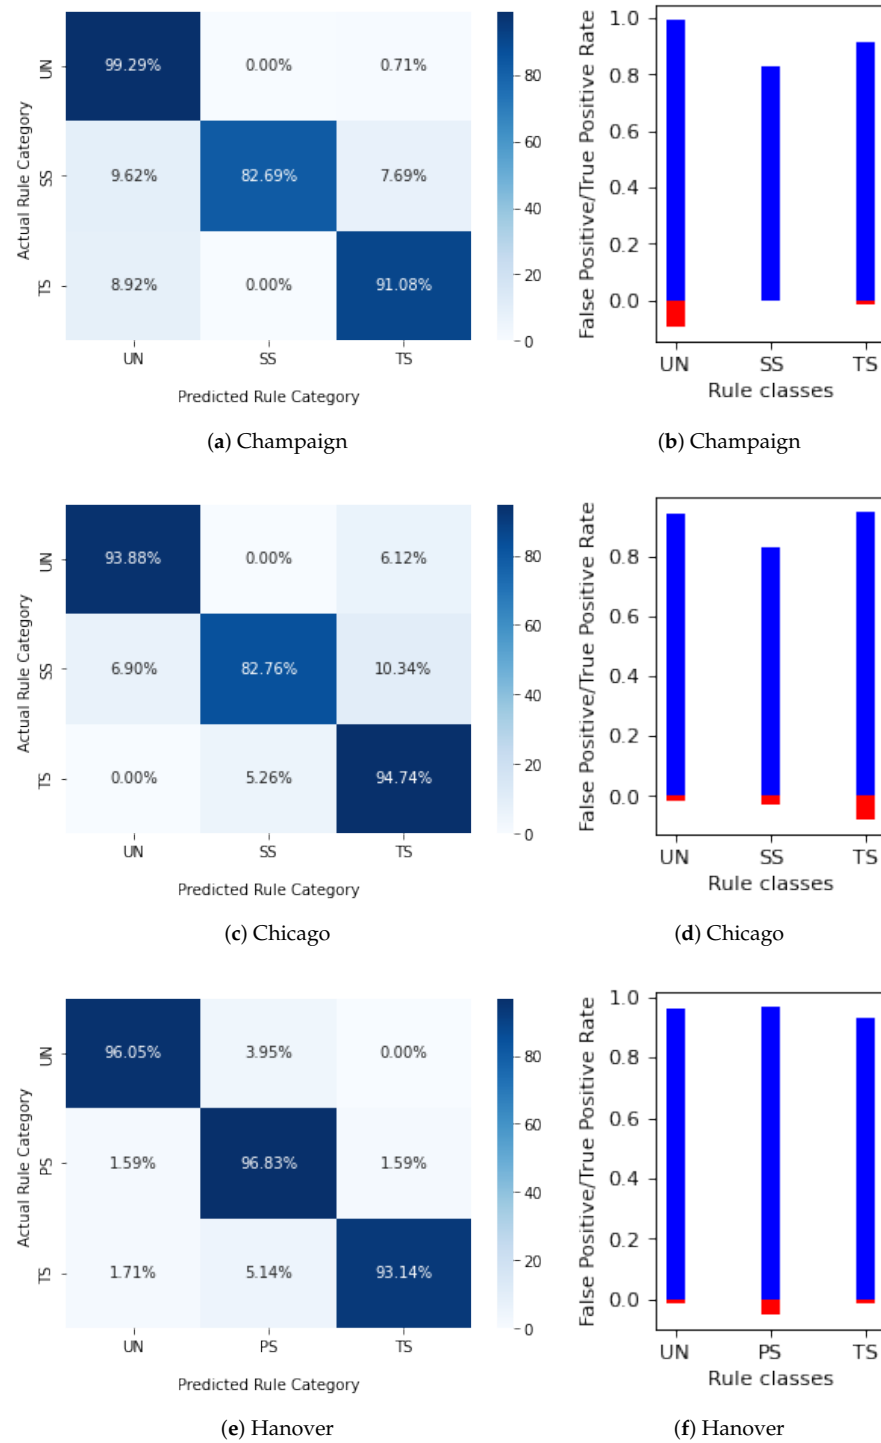 99.29% 0.00% 0.71%
9.62% 82.69% 7.69%
8.92% 0.00% 91.08%
UN
SS
TS
Actual Rule Category
UN SS TS
Predicted Rule Category
80
60
40
20
0
(a) Champaign
1.0
0.8
0.6
0.4
0.2
0.0
False Positive/True Positive Rate
UN SS TS
Rule classes
(b) Champaign
93.88% 0.00% 6.12%
6.90% 82.76% 10.34%
0.00% 5.26% 94.74%
UN
SS
TS
Actual Rule Category
UN SS TS
Predicted Rule Category
80
60
40
20
0
(c) Chicago
0.8
0.6
0.4
0.2
0.0
False Positive/True Positive Rate
UN SS TS
Rule classes
(d) Chicago
96.05% 3.95% 0.00%
1.59% 96.83% 1.59%
1.71% 5.14% 93.14%
UN
PS
TS
Actual Rule Category
UN PS TS
Predicted Rule Category
80
60
40
20
0
(e) Hanover
1.0
0.8
0.6
0.4
0.2
0.0
False Positive/True Positive Rate
UN PS TS
Rule classes
(f) Hanover